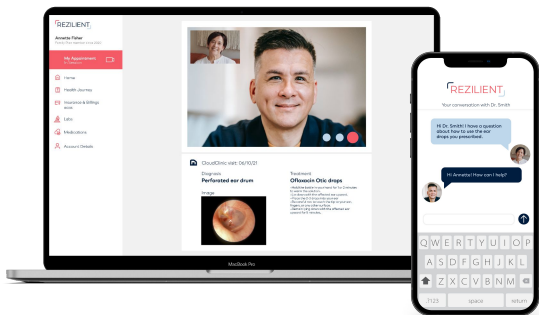 REZILIENT
Annette Fisher
My Appointment
Home
Health Journey
Insurance & Billings
Labs
Medications
Account Details
CloudClinic visit: 06/10/21
Diagnosis
Perforated ear drum
Image
Treatment
Ofloxacin Otic drops
MacBook Pro
REZILIENT
Your conversation with Dr. Smith
Hi Dr. Smith! I have a question
about how to use the ear
drops you prescribed.
Hi Annette! How can I help?
Q W E R T Y U I O P
A S D F G H J K L
Z X C V B N M
.?123
space
return